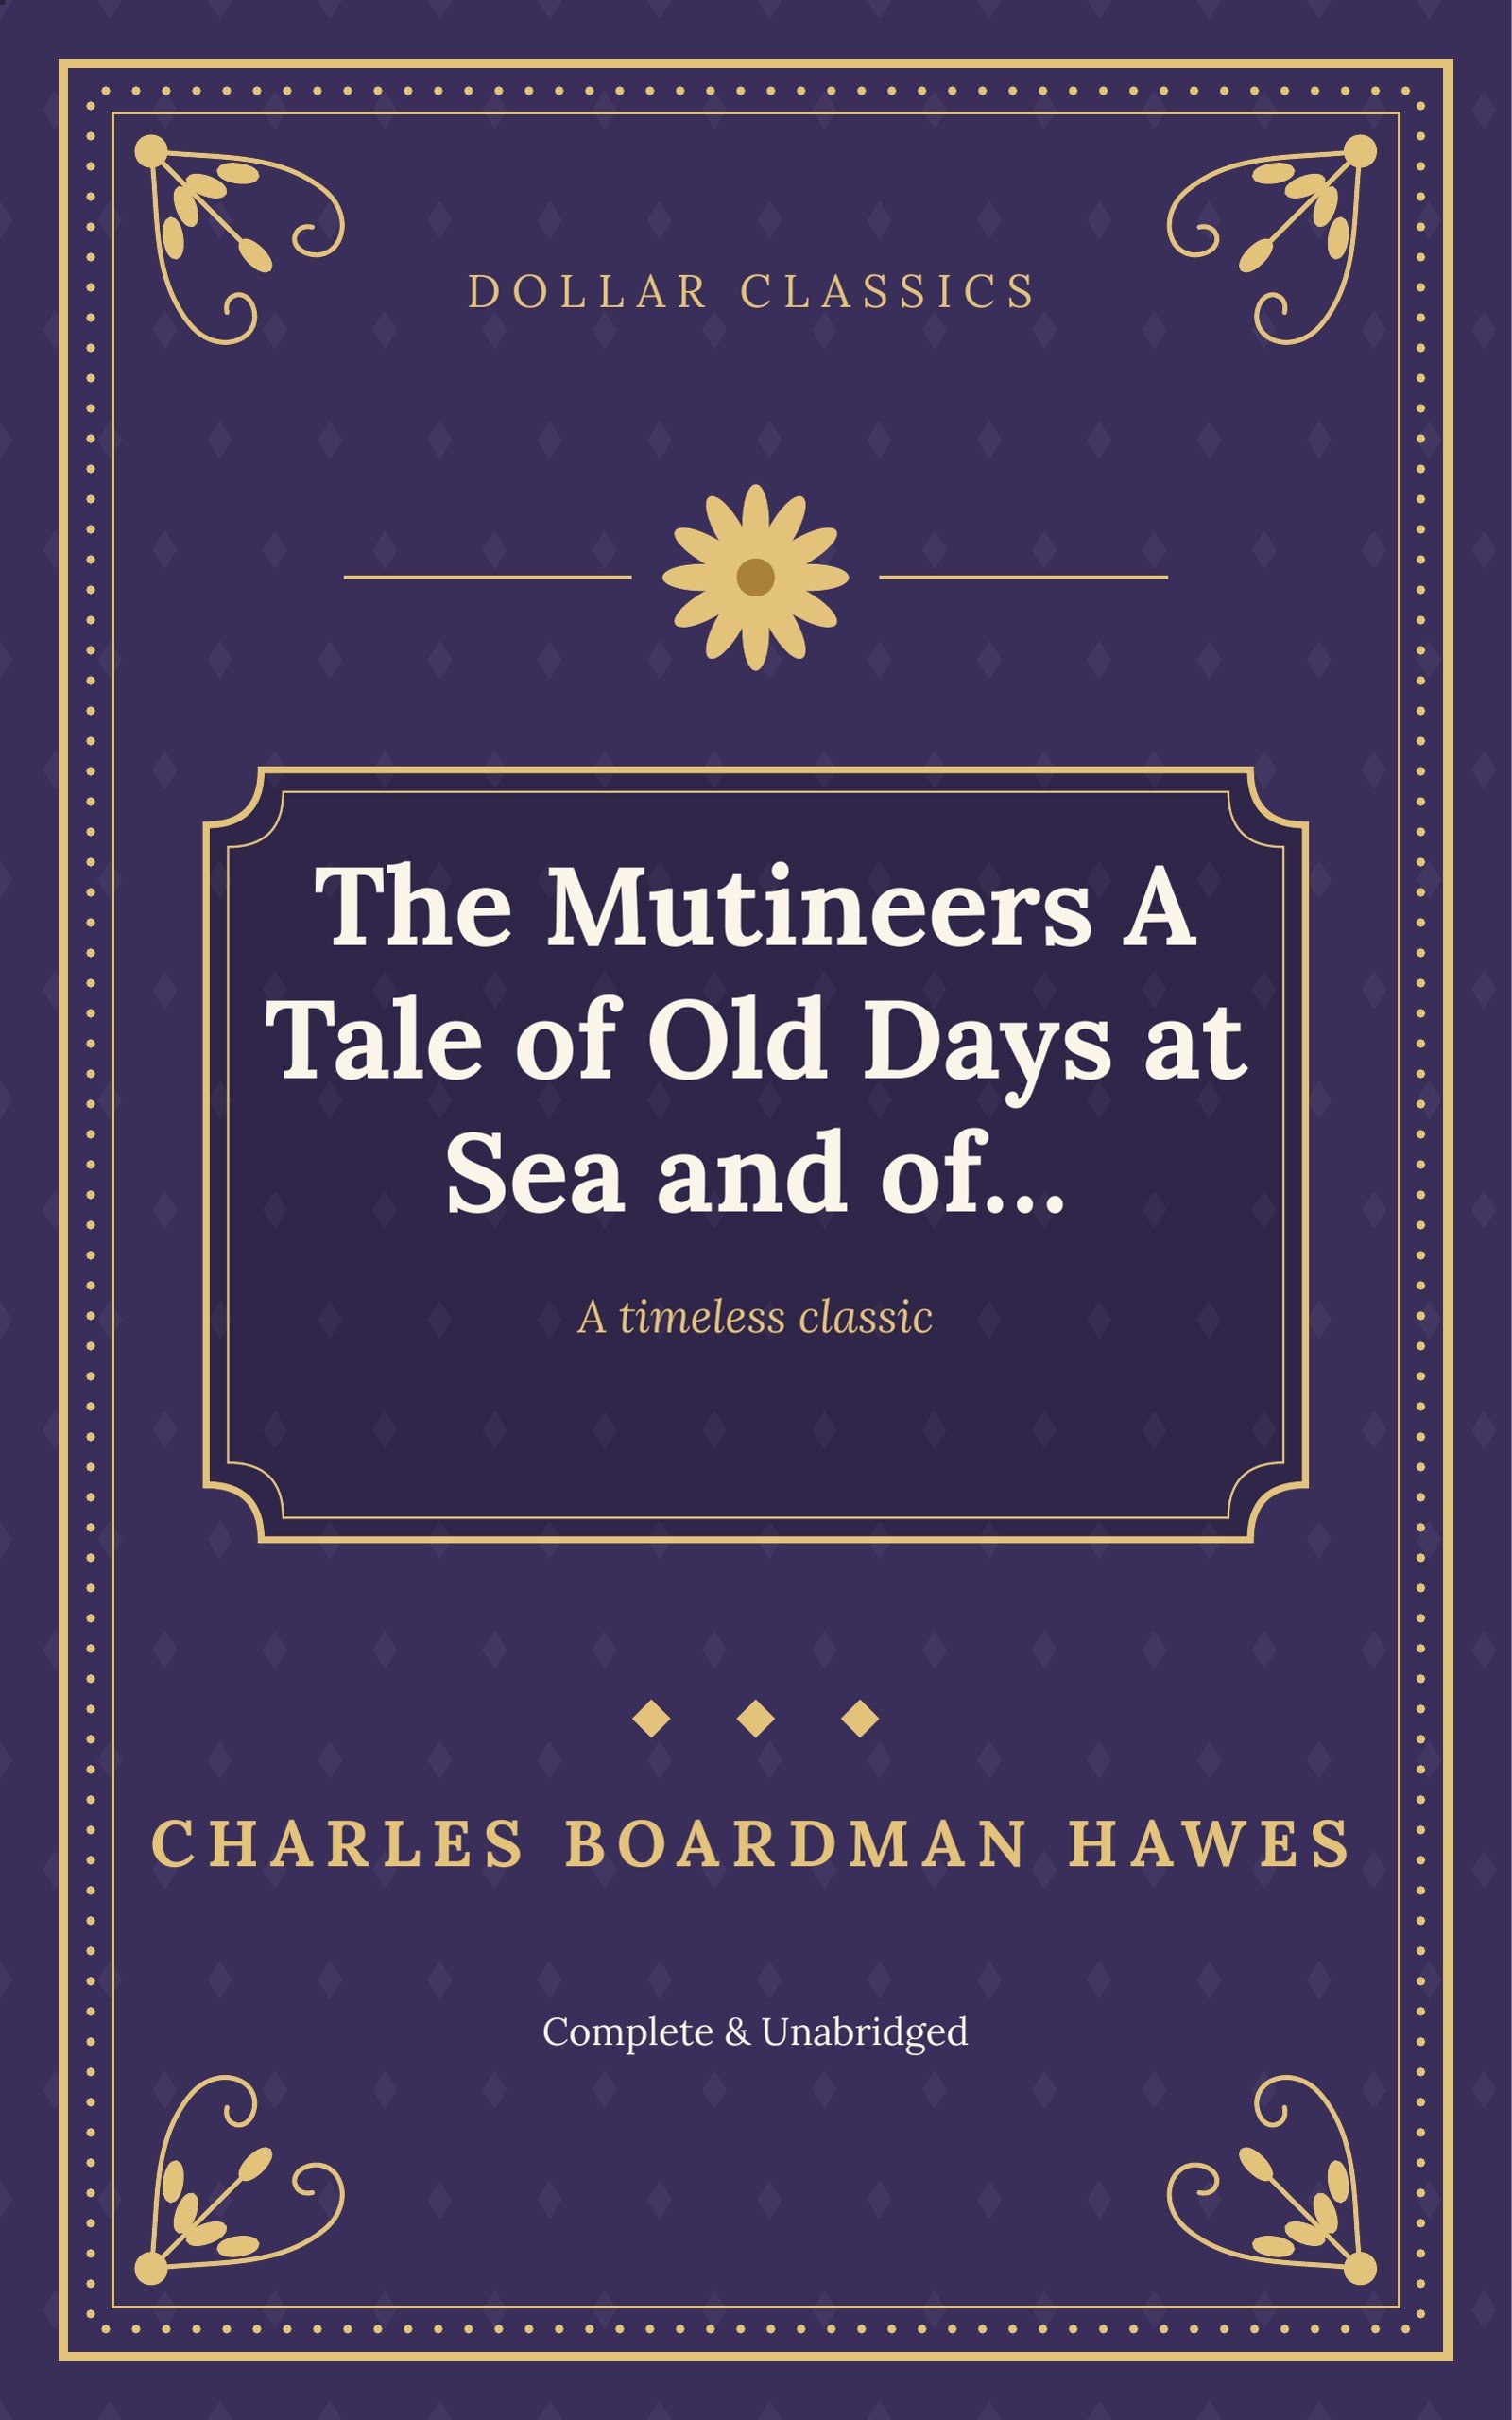 DOLLAR CLASSICS
The Mutineers A
Tale of Old Days at
Sea and of...
A timeless classic
CHARLES BOARDMAN HAWES
Complete & Unabridged